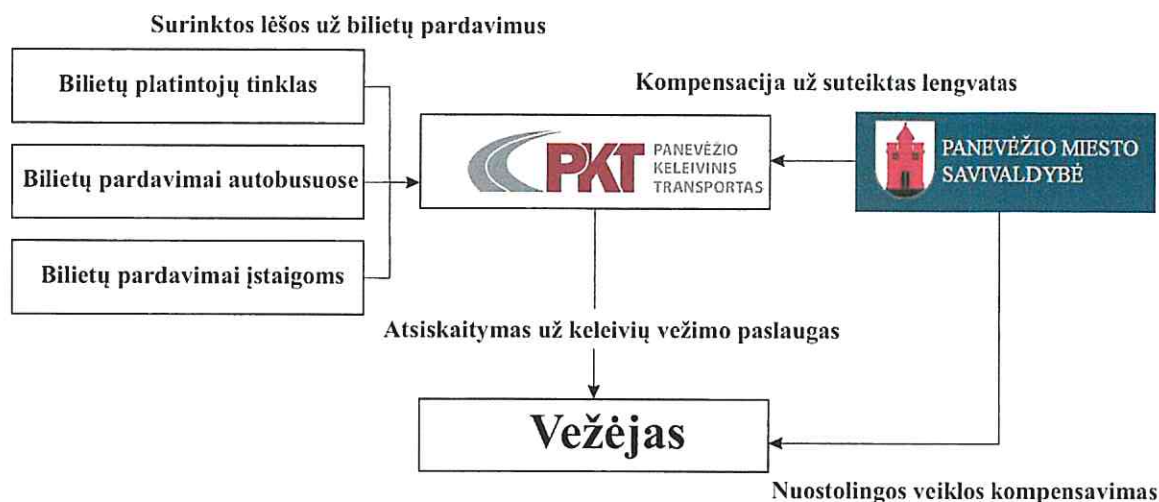 Surinktos lėšos už bilietų pardavimus
Bilietų platintojų tinklas
Bilietų pardavimai autobusuose
Bilietų pardavimai įstaigoms
Kompensacija už suteiktas lengvatas
PKT
PANEVĖŽIO
KELEIVINIS
TRANSPORTAS
PANEVĖŽIO MIESTO
SAVIVALDYBĖ
Atsiskaitymas už keleivių vežimo paslaugas
Vežėjas
Nuostolingos veiklos kompensavimas